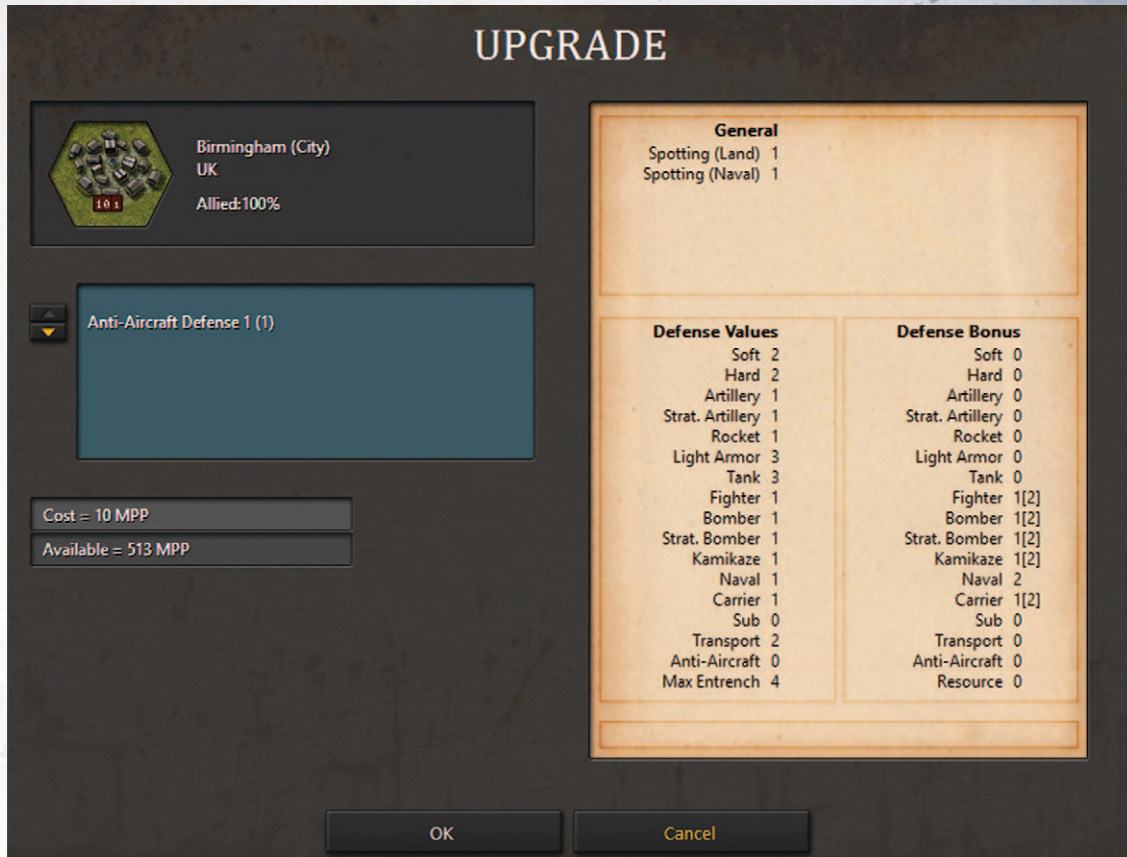 UPGRADE
Birmingham (City)
UK
Allied:100%
10 1
Anti-Aircraft Defense 1 (1)
Cost = 10 MPP
Available = 513 MPP
General
Spotting (Land) 1
Spotting (Naval) 1
Defense Values
Soft 2
Hard 2
Artillery 1
Strat. Artillery 1
Rocket 1
Light Armor 3
Tank 3
Fighter 1
Bomber 1
Strat. Bomber 1
Kamikaze 1
Naval 1
Carrier 1
Sub 0
Transport 2
Anti-Aircraft 0
Max Entrench 4
Defense Bonus
Soft 0
Hard 0
Artillery 0
Strat. Artillery 0
Rocket 0
Light Armor 0
Tank 0
Fighter 1[2]
Bomber 1[2]
Strat. Bomber 1[2]
Kamikaze 1[2]
Naval 2
Carrier 1[2]
Sub 0
Transport 0
Anti-Aircraft 0
Resource 0
OK
Cancel